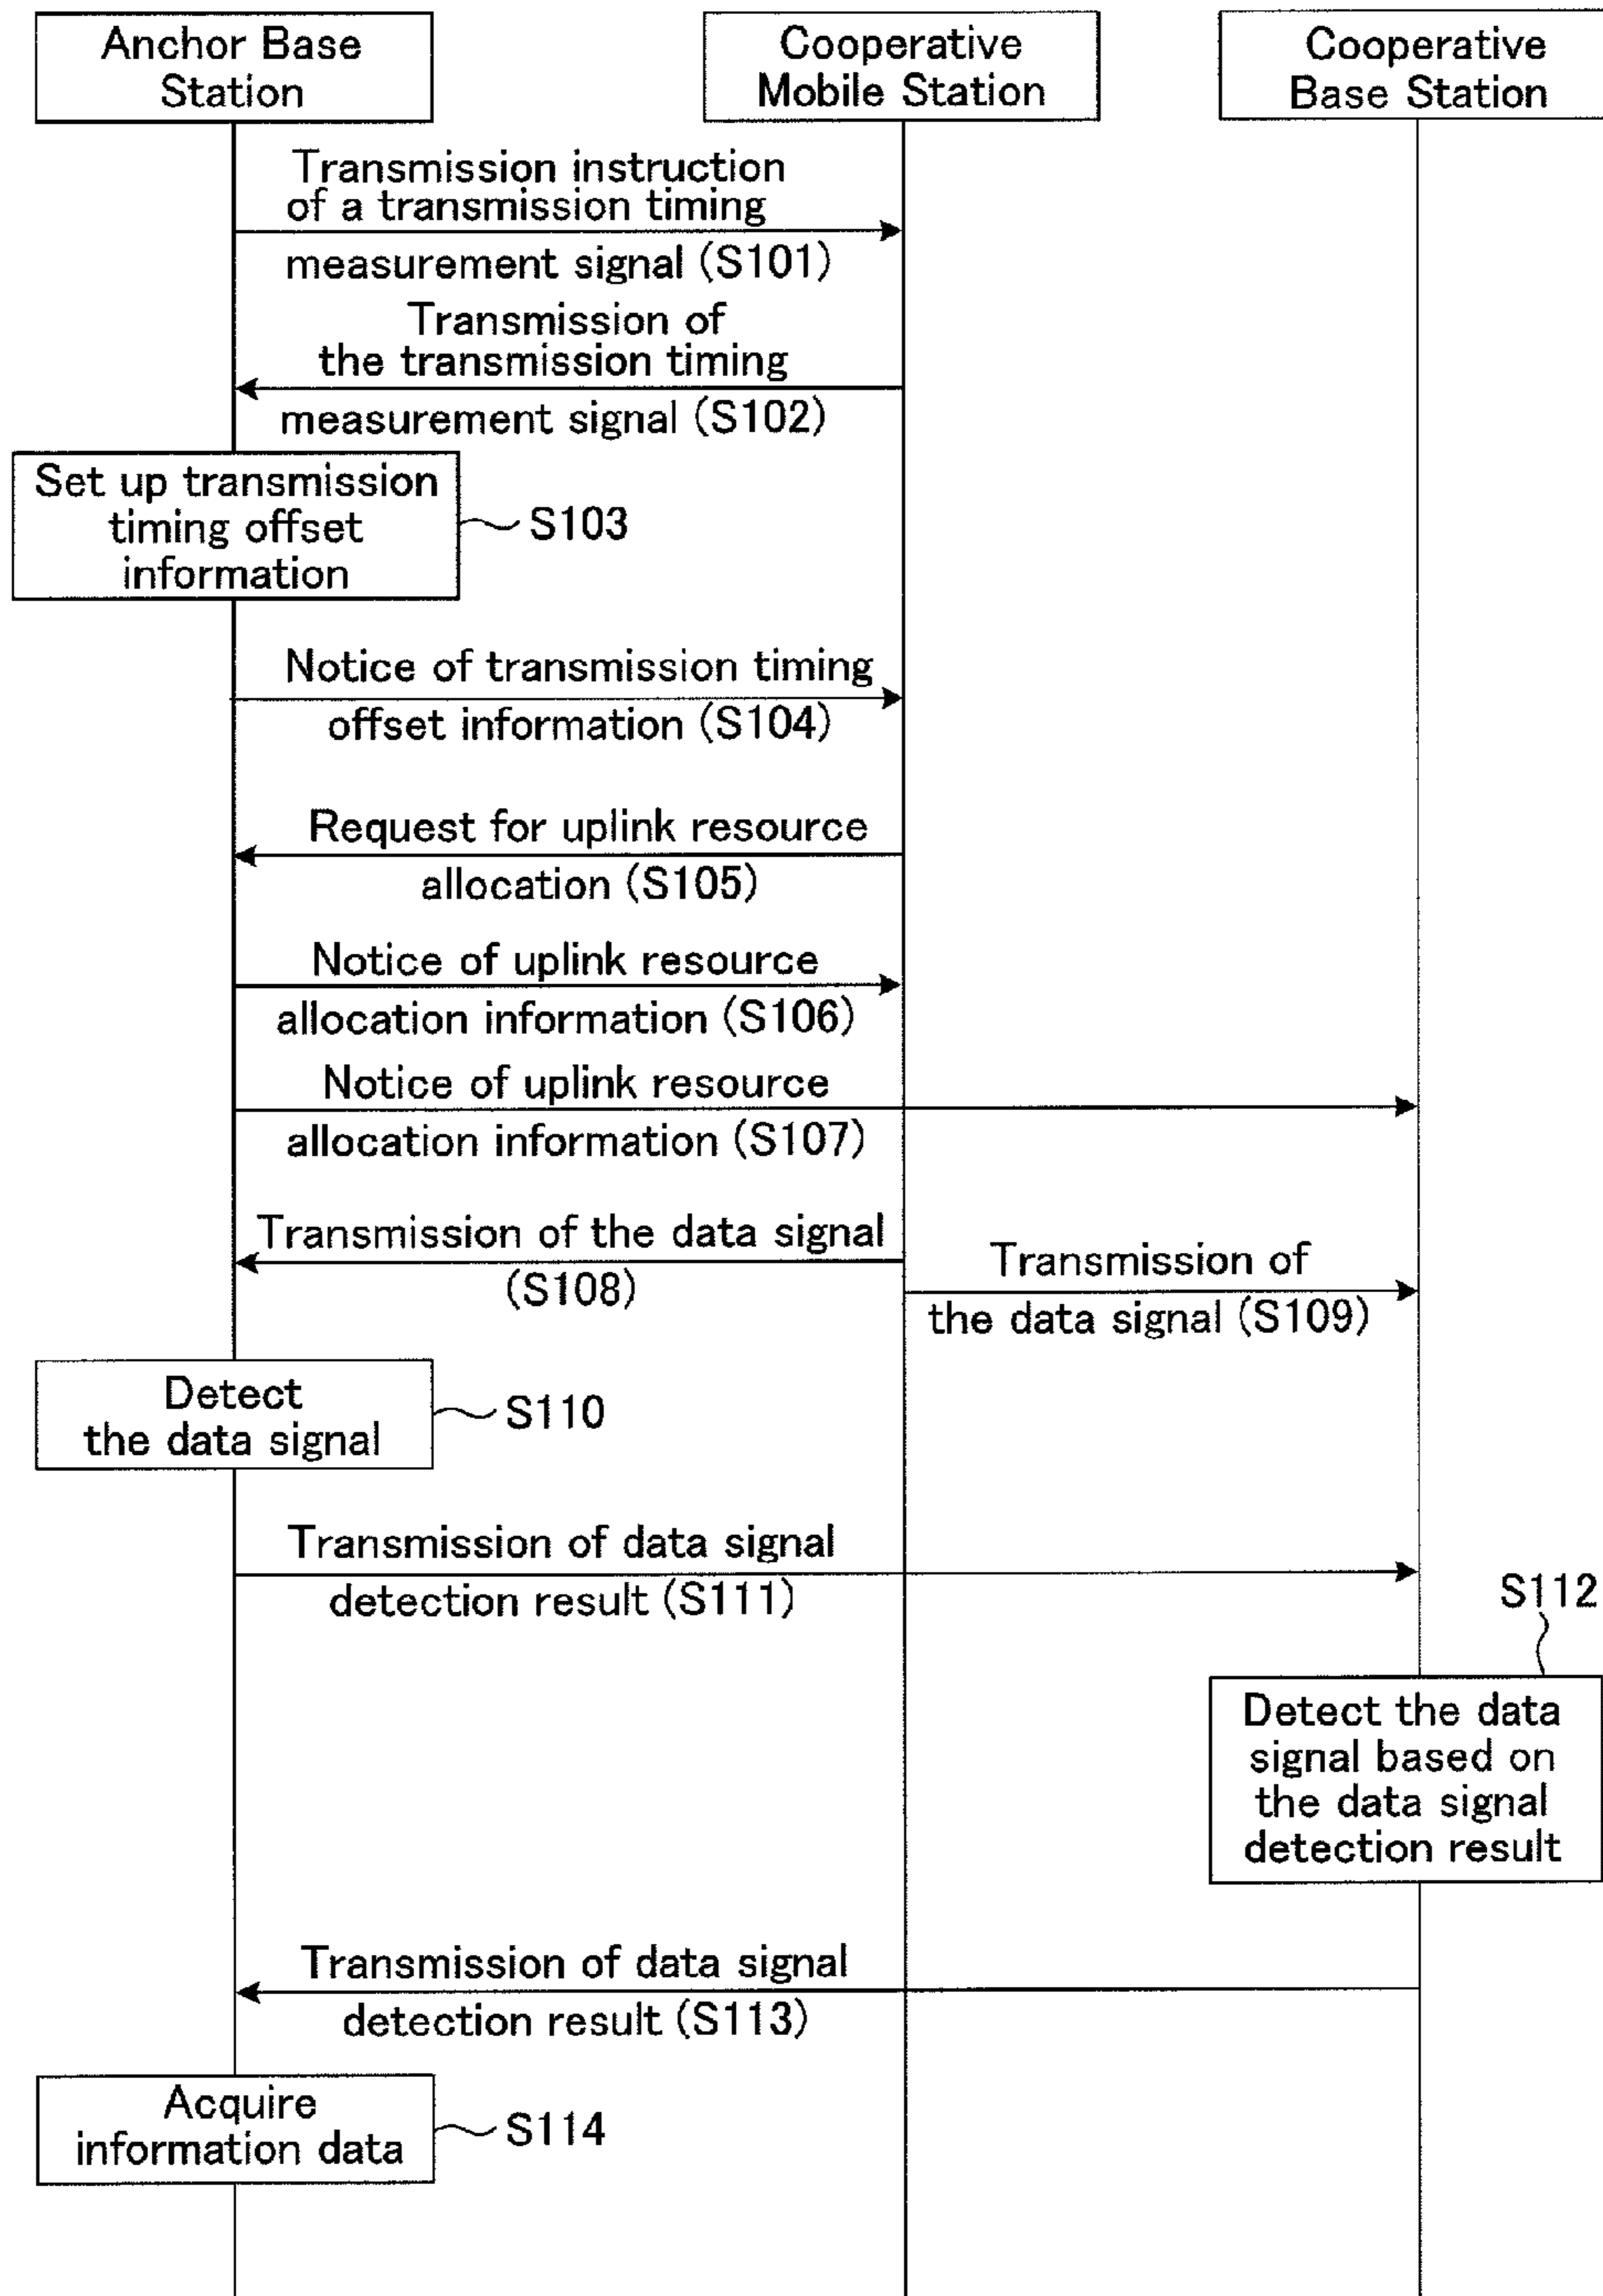 Anchor Base
Station
Cooperative
Mobile Station
Cooperative
Base Station
Transmission instruction
of a transmission timing
measurement signal (S101)
Transmission of
the transmission timing
measurement signal (S102)
Set up transmission
timing offset
information
S103
Notice of transmission timing
offset information (S104)
Request for uplink resource
allocation (S105)
Notice of uplink resource
allocation information (S106)
Notice of uplink resource
allocation information (S107)
Transmission of the data signal
(S108)
Transmission of
the data signal (S109)
Detect
the data signal
S110
Transmission of data signal
detection result (S111)
S112
Detect the data
signal based on
the data signal
detection result
Transmission of data signal
detection result (S113)
Acquire
information data
S114